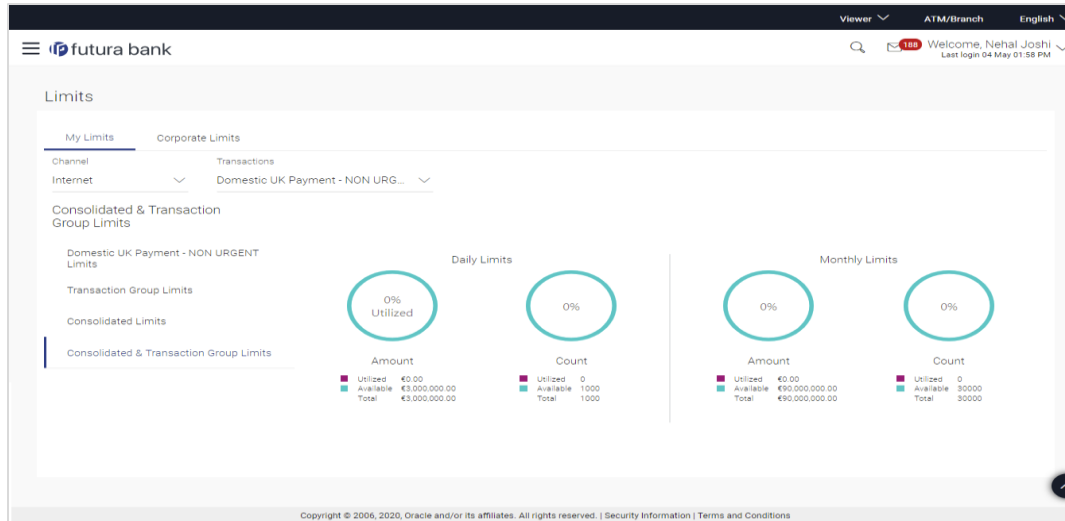 Viewer ATM/Branch English
futura bank
188 Welcome, Nehal Joshi
Last login 04 May 01:58 PM
Limits
My Limits Corporate Limits
Channel Transactions
Internet Domestic UK Payment - NON URG...
Consolidated & Transaction
Group Limits
Domestic UK Payment - NON URGENT
Limits
Transaction Group Limits
Consolidated Limits
Consolidated & Transaction Group Limits
Daily Limits
0%
Utilized
0%
Amount
Utilized €0.00
Available €3,000,000.00
Total €3,000,000.00
Count
Utilized 0
Available 1000
Total 1000
Monthly Limits
0%
0%
Amount
Utilized €0.00
Available €90,000,000.00
Total €90,000,000.00
Count
Utilized 0
Available 30000
Total 30000
Copyright © 2006, 2020, Oracle and/or its affiliates. All rights reserved. | Security Information | Terms and Conditions